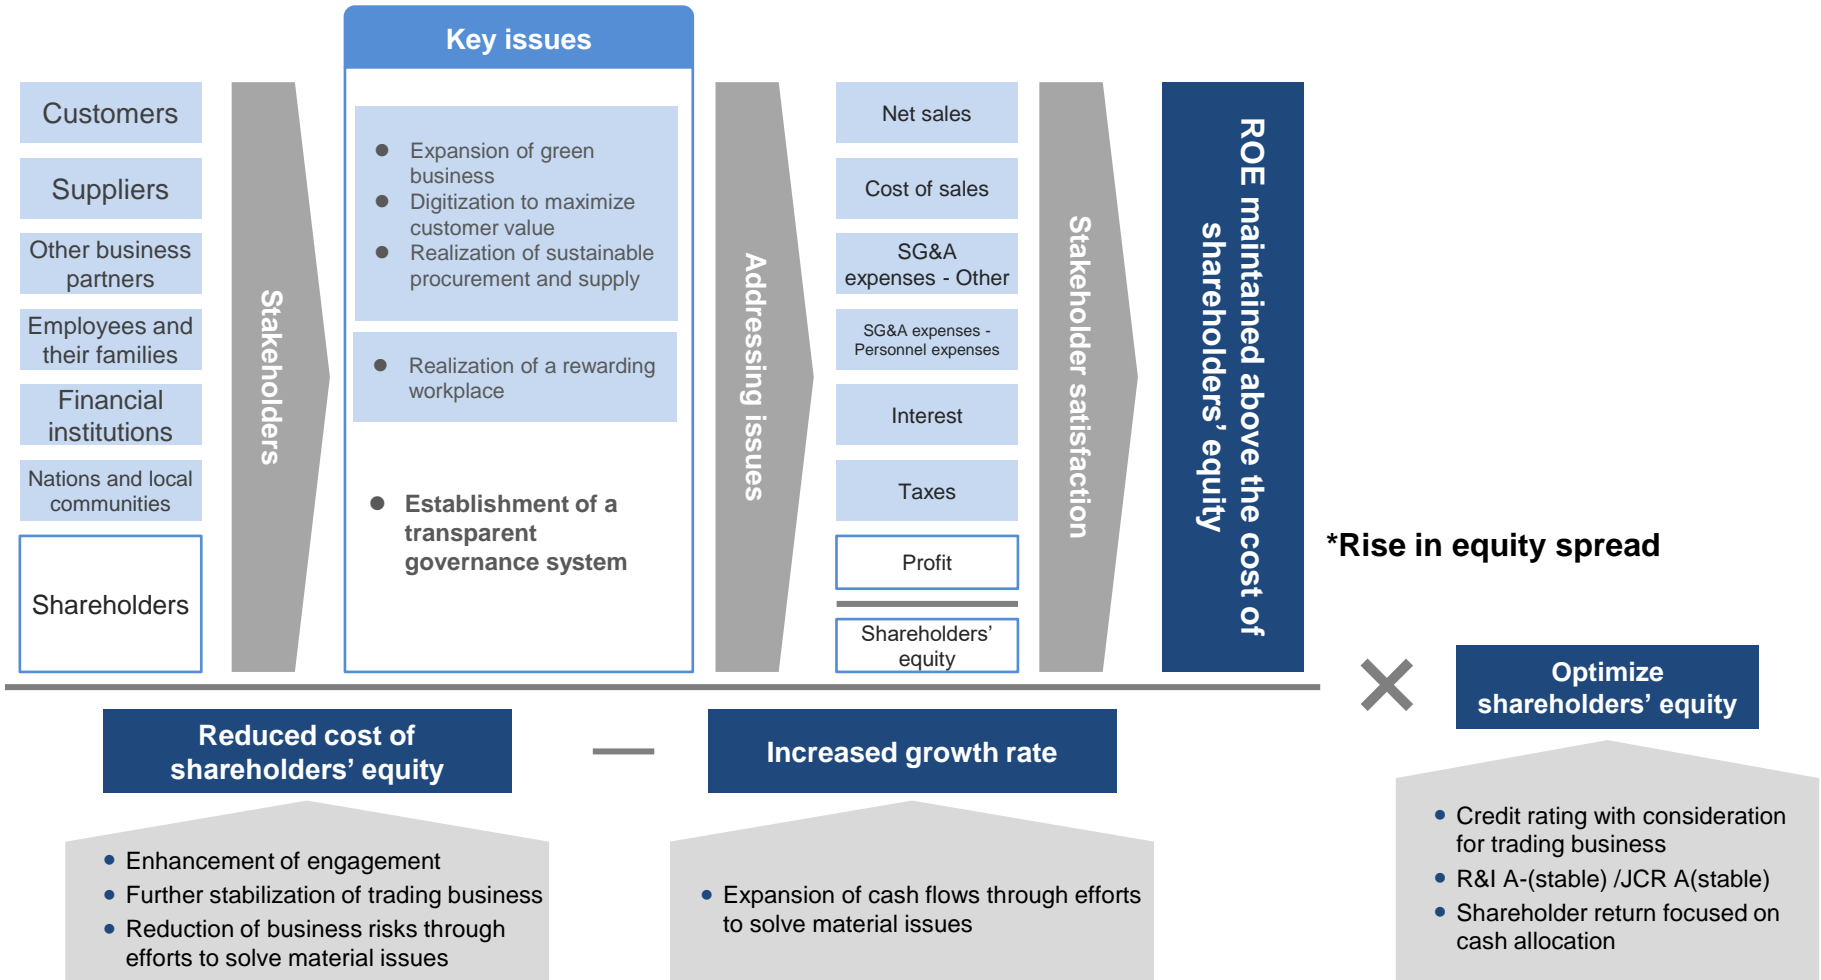 Key issues
Customers
Suppliers
Other business
partners
Employees and
their families
Financial
institutions
Nations and local
communities
Shareholders
Stakeholders
● Expansion of green
business
● Digitization to maximize
customer value
● Realization of sustainable
procurement and supply
● Realization of a rewarding
workplace
● Establishment of a
transparent
governance system
Addressing issues
Net sales
Cost of sales
SG&A
expenses - Other
SG&A expenses -
Personnel expenses
Interest
Taxes
Profit
Shareholders’
equity
Stakeholder satisfaction
ROE maintained above the cost of
shareholders’ equity
*Rise in equity spread
Reduced cost of
shareholders’ equity
—
Increased growth rate
×
Optimize
shareholders’ equity
• Enhancement of engagement
• Further stabilization of trading business
• Reduction of business risks through
efforts to solve material issues
• Expansion of cash flows through efforts
to solve material issues
• Credit rating with consideration
for trading business
• R&I A-(stable) /JCR A(stable)
• Shareholder return focused on
cash allocation